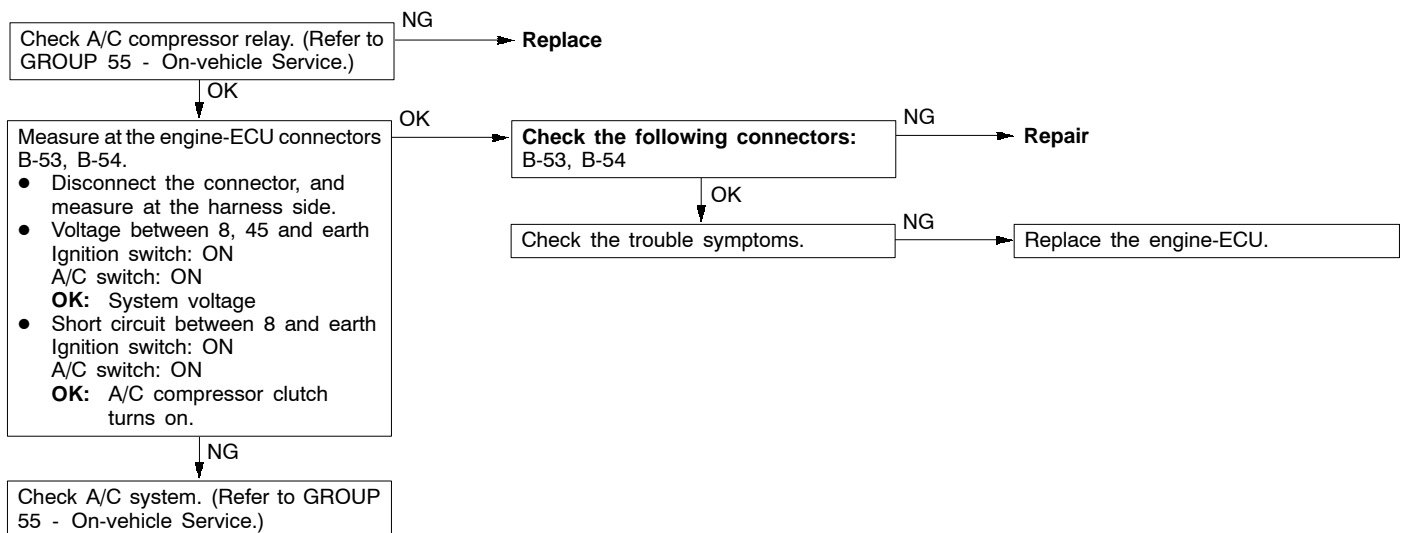 Check A/C compressor relay. (Refer to
GROUP 55 - On-vehicle Service.)
NG
Replace
OK
Measure at the engine-ECU connectors
B-53, B-54.
● Disconnect the connector, and
measure at the harness side.
● Voltage between 8, 45 and earth
Ignition switch: ON
A/C switch: ON
OK: System voltage
● Short circuit between 8 and earth
Ignition switch: ON
A/C switch: ON
OK: A/C compressor clutch
turns on.
OK
Check the following connectors:
B-53, B-54
NG
Repair
OK
Check the trouble symptoms.
NG
Replace the engine-ECU.
NG
Check A/C system. (Refer to GROUP
55 - On-vehicle Service.)